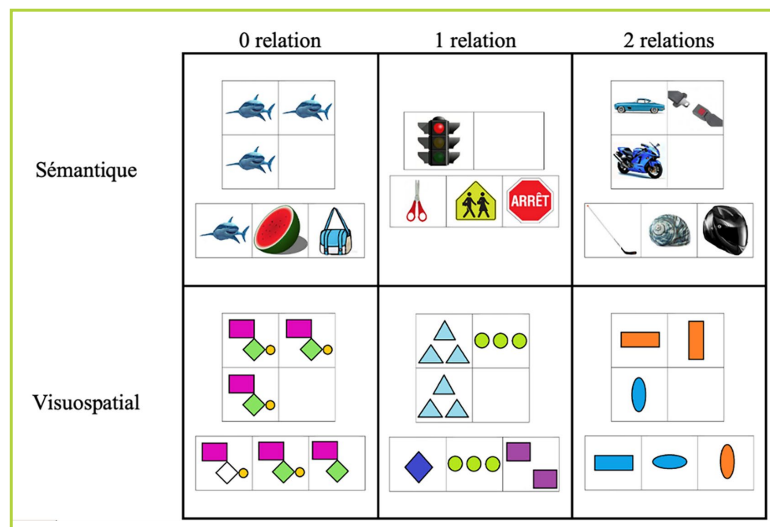 0 relation
1 relation
2 relations
Sémantique
ARRÊT
Visuospatial